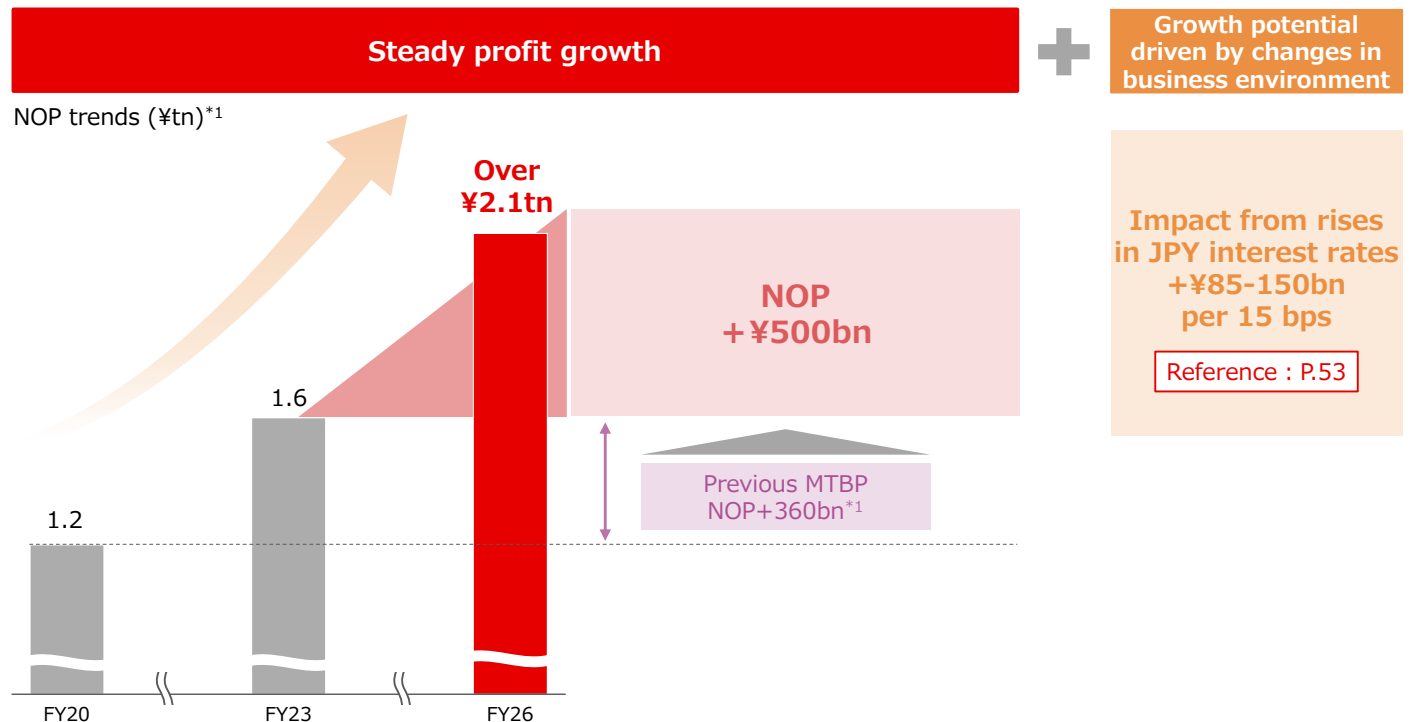 Steady profit growth
Growth potential
driven by changes in
business environment
NOP trends (¥tn)*1
Over
¥2.1tn
NOP
+¥500bn
Impact from rises
in JPY interest rates
+¥85-150bn
per 15 bps
Reference : P.53
1.6
Previous MTBP
NOP+360bn*1
1.2
FY20
FY23
FY26